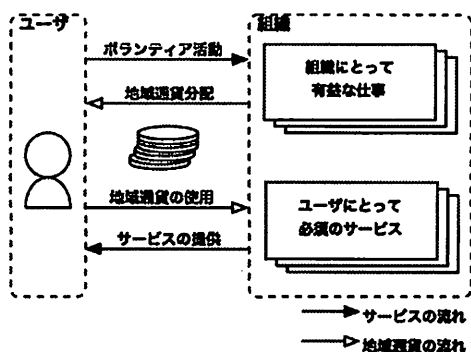 ユーザ
組織
ボランティア活動
組織にとって
有益な仕事
地域通貨分配
地域通貨の使用
ユーザにとって
必須のサービス
サービスの提供
サービスの流れ
地域通貨の流れ